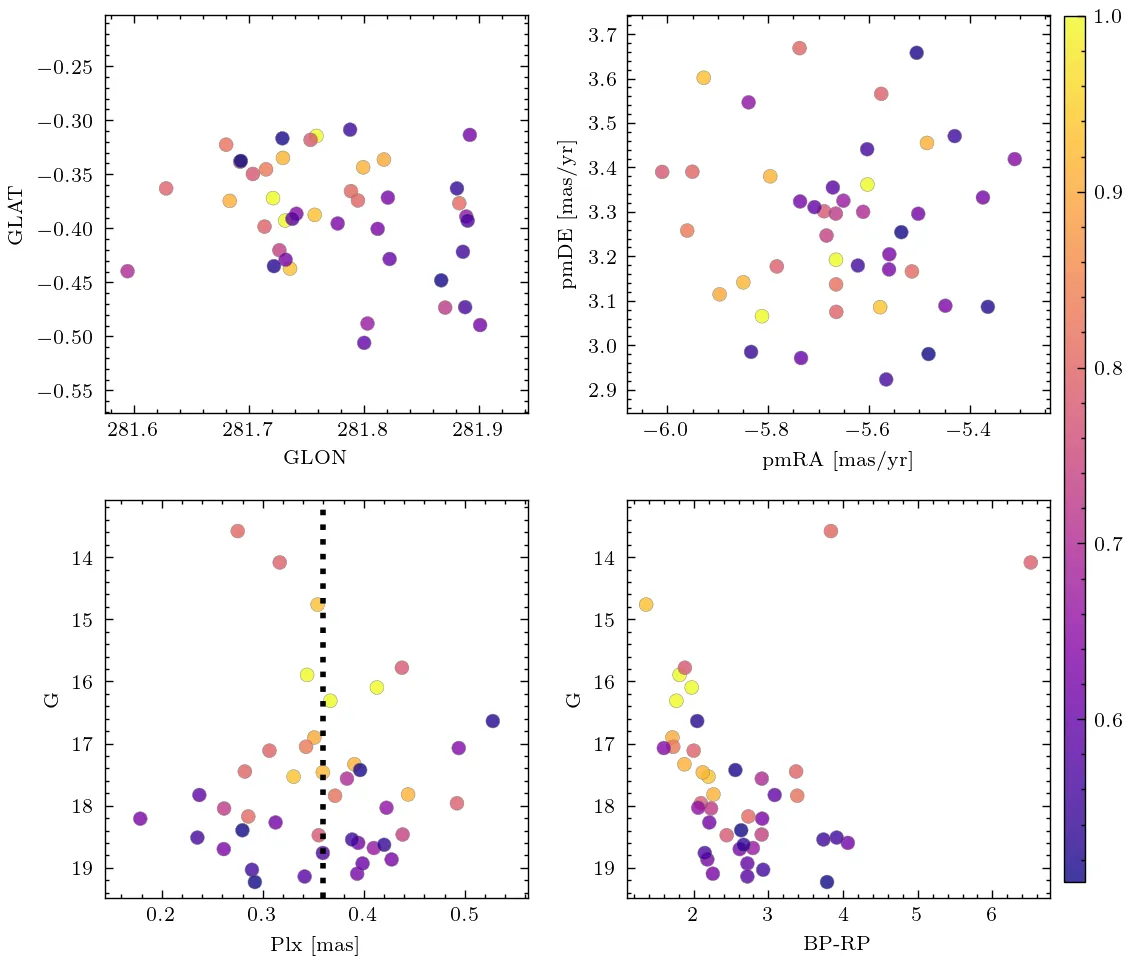 −0.25
−0.30
−0.35
−0.40
−0.45
−0.50
−0.55
GLAT
281.6 281.7 281.8 281.9
GLON
3.7
3.6
3.5
3.4
3.3
3.2
3.1
3.0
2.9
pmDE [mas/yr]
−6.0 −5.8 −5.6 −5.4
pmRA [mas/yr]
1.0
0.9
0.8
0.7
0.6
14
15
16
17
18
19
G
0.2 0.3 0.4 0.5
Plx [mas]
14
15
16
17
18
19
G
2 3 4 5 6
BP-RP